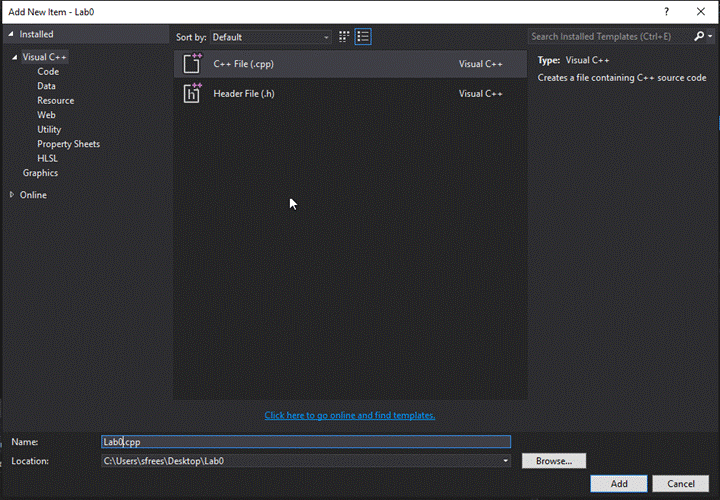 Add New Item - Lab0
Installed
Sort by: Default
Search Installed Templates (Ctrl+E)
Visual C++
Code
Data
Resource
Web
Utility
Property Sheets
HLSL
Graphics
Online
C++ File (.cpp) Visual C++
Header File (.h) Visual C++
Type: Visual C++
Creates a file containing C++ source code
Click here to go online and find templates.
Name: Lab0.cpp
Location: C:\Users\sfrees\Desktop\Lab0
Browse...
Add Cancel